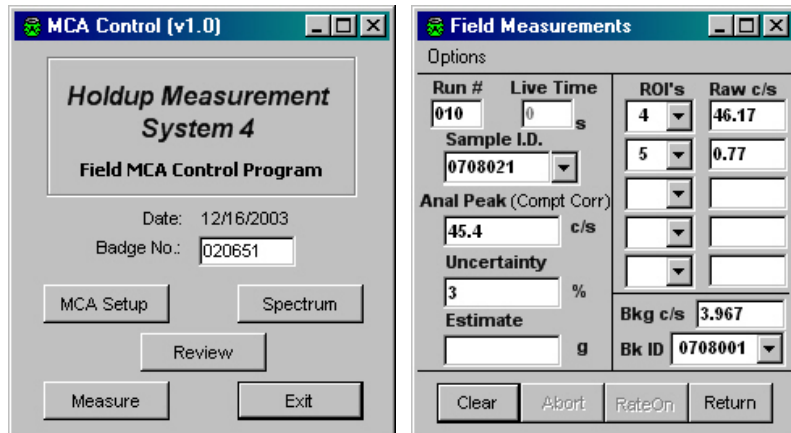 MCA Control (v1.0)
Holdup Measurement
System 4
Field MCA Control Program
Date: 12/16/2003
Badge No.: 020651
MCA Setup
Spectrum
Review
Measure
Exit
Field Measurements
Options
Run # Live Time
010 0 s
Sample I.D.
0708021
Anal Peak (Compt Corr)
45.4 c/s
Uncertainty
3 %
Estimate
g
ROI's Raw c/s
4 46.17
5 0.77
Bkg c/s 3.967
Bk ID 0708001
Clear
Abort
RateOn
Return